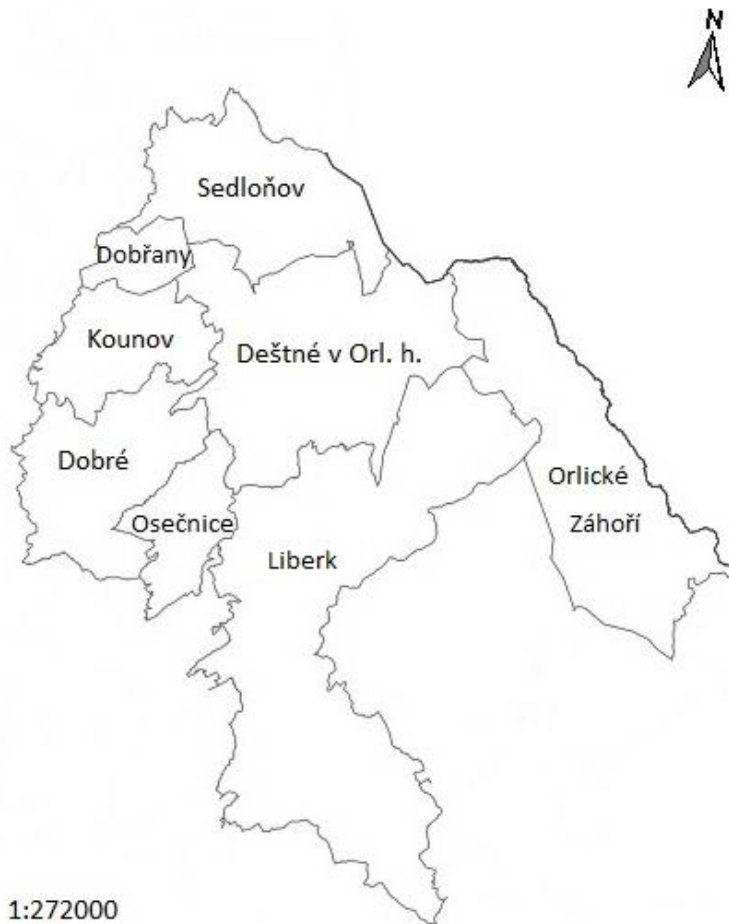 N
Sedloňov
Dobřany
Kounov
Deštné v Orl. h.
Dobré
Orlické
Záhoří
Osečnice
Liberk
1:272000